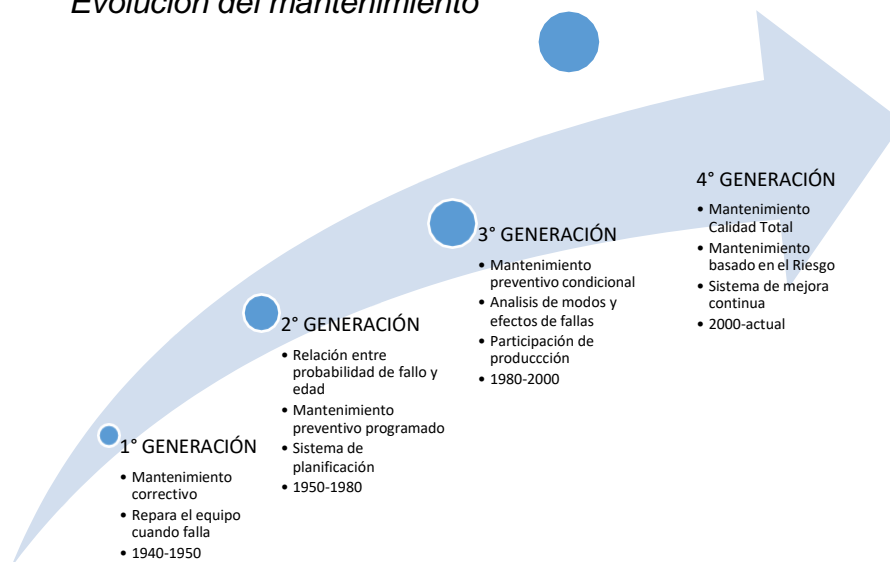 Evolución del mantenimiento
1° GENERACIÓN
• Mantenimiento
correctivo
• Repara el equipo
cuando falla
• 1940-1950
2° GENERACIÓN
• Relación entre
probabilidad de fallo y
edad
• Mantenimiento
preventivo programado
• Sistema de
planificación
• 1950-1980
3° GENERACIÓN
• Mantenimiento
preventivo condicional
• Analisis de modos y
efectos de fallas
• Participación de
produccción
• 1980-2000
4° GENERACIÓN
• Mantenimiento
Calidad Total
• Mantenimiento
basado en el Riesgo
• Sistema de mejora
continua
• 2000-actual